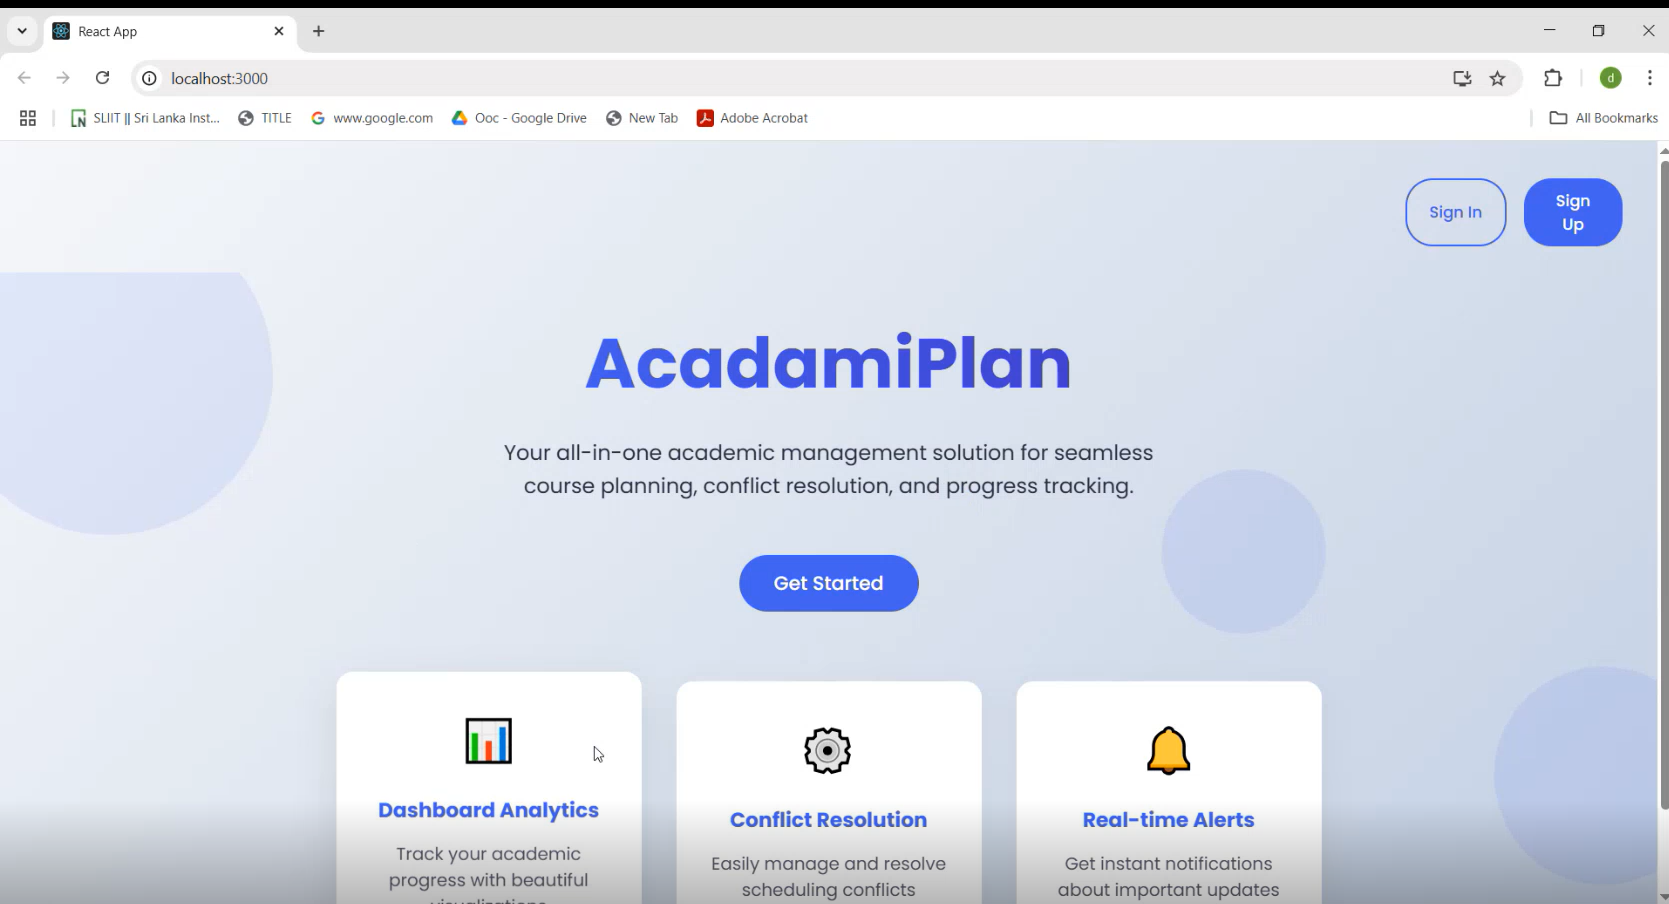 React App
localhost:3000
d
SLIIT || Sri Lanka Inst...
TITLE
www.google.com
Ooc - Google Drive
New Tab
Adobe Acrobat
All Bookmarks
Sign In
Sign
Up
AcadamiPlan
Your all-in-one academic management solution for seamless
course planning, conflict resolution, and progress tracking.
Get Started
Dashboard Analytics
Track your academic
progress with beautiful
visualizations
Conflict Resolution
Easily manage and resolve
scheduling conflicts
Real-time Alerts
Get instant notifications
about important updates